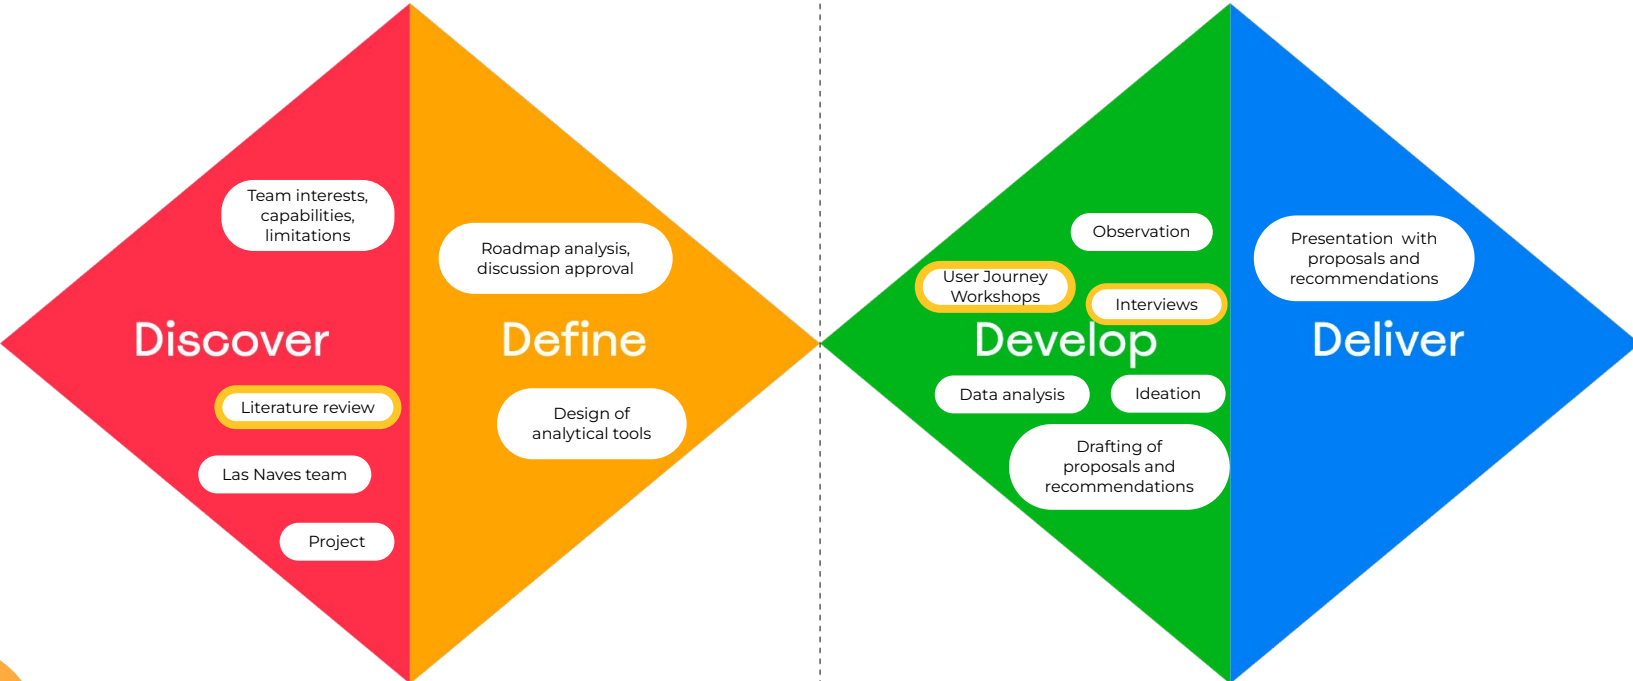 Team interests,
capabilities,
limitations
Discover
Literature review
Las Naves team
Project
Roadmap analysis,
discussion approval
Define
Design of
analytical tools
Observation
User Journey
Workshops
Interviews
Develop
Data analysis
Ideation
Drafting of
proposals and
recommendations
Presentation with
proposals and
recommendations
Deliver